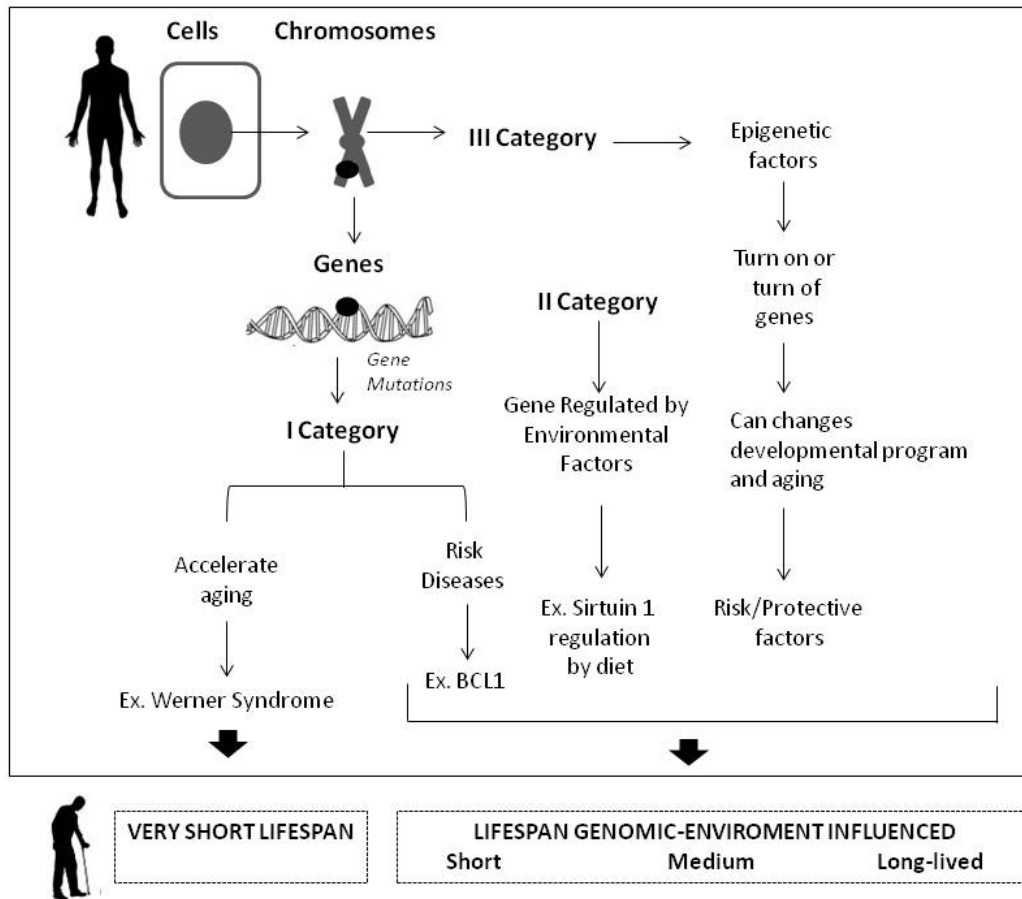 Cells
Chromosomes
III Category
Epigenetic
factors
Genes
Turn on or
turn of
genes
II Category
Gene
Mutations
I Category
Gene Regulated by
Environmental
Factors
Can changes
developmental program
and aging
Accelerate
aging
Risk
Diseases
Ex. Sirtuin 1
regulation
by diet
Risk/Protective
factors
Ex. Werner Syndrome
Ex. BCL1
VERY SHORT LIFESPAN
LIFESPAN GENOMIC-ENVIROMENT INFLUENCED
Short Medium Long-lived